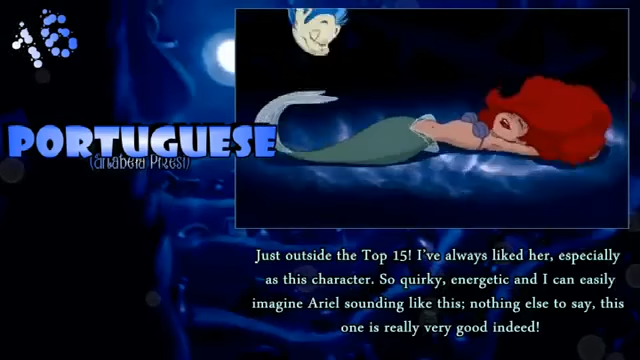 16
PORTUGUESE
Just outside the Top 15! I've always liked her, especially
as this character. So quirky, energetic and I can easily
imagine Ariel sounding like this; nothing else to say, this
one is really very good indeed!